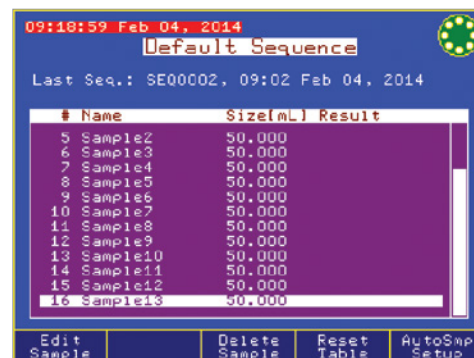 09:18:59 Feb 04, 2014
Default Sequence
Last Seq.: SEQ0002, 09:02 Feb 04, 2014
# Name Size[mL] Result
5 Sample2 50.000
6 Sample3 50.000
7 Sample4 50.000
8 Sample5 50.000
9 Sample6 50.000
10 Sample7 50.000
11 Sample8 50.000
12 Sample9 50.000
13 Sample10 50.000
14 Sample11 50.000
15 Sample12 50.000
16 Sample13 50.000
Edit Delete Reset AutoSmp
Sample Sample Table Setup